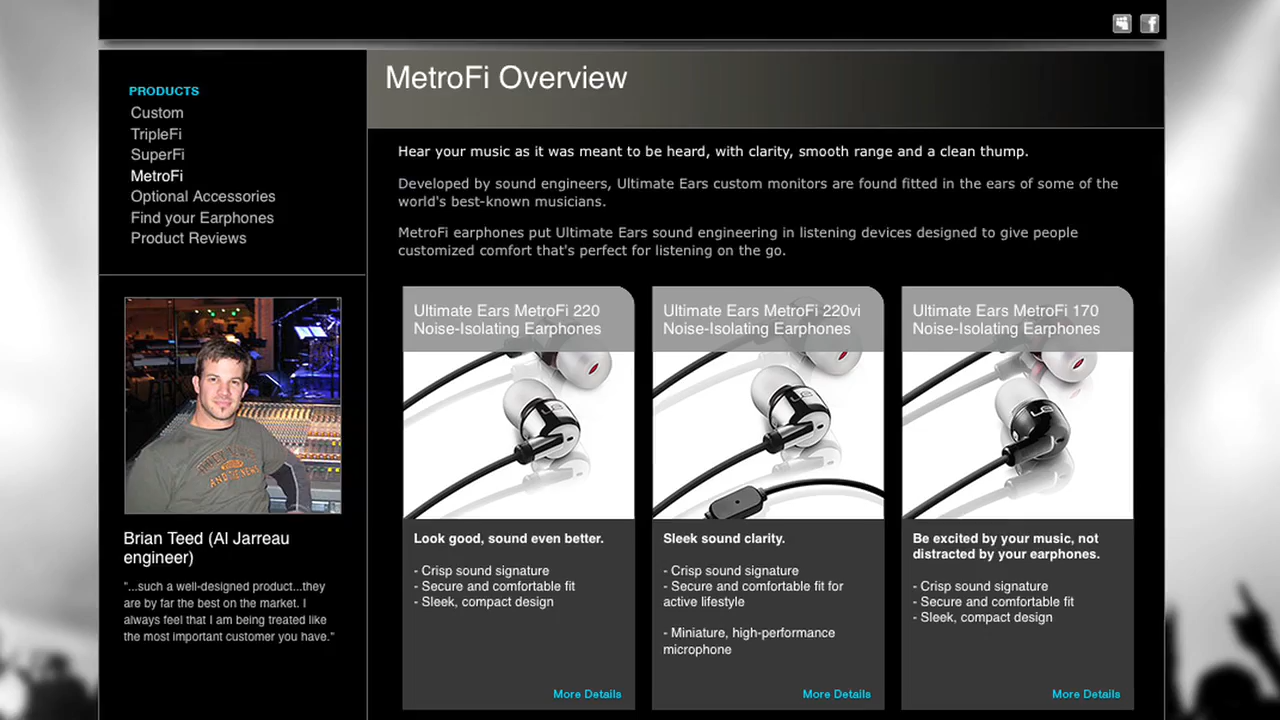 MetroFi Overview
PRODUCTS
Custom
TripleFi
SuperFi
MetroFi
Optional Accessories
Find your Earphones
Product Reviews
Brian Teed (Al Jarreau
engineer)
"...such a well-designed product...they
are by far the best on the market. I
always feel that I am being treated like
the most important customer you have."
Hear your music as it was meant to be heard, with clarity, smooth range and a clean thump.
Developed by sound engineers, Ultimate Ears custom monitors are found fitted in the ears of some of the
world's best-known musicians.
MetroFi earphones put Ultimate Ears sound engineering in listening devices designed to give people
customized comfort that's perfect for listening on the go.
Ultimate Ears MetroFi 220
Noise-Isolating Earphones
Look good, sound even better.
- Crisp sound signature
- Secure and comfortable fit
- Sleek, compact design
More Details
Ultimate Ears MetroFi 220vi
Noise-Isolating Earphones
Sleek sound clarity.
- Crisp sound signature
- Secure and comfortable fit for
active lifestyle
- Miniature, high-performance
microphone
More Details
Ultimate Ears MetroFi 170
Noise-Isolating Earphones
Be excited by your music, not
distracted by your earphones.
- Crisp sound signature
- Secure and comfortable fit
- Sleek, compact design
More Details